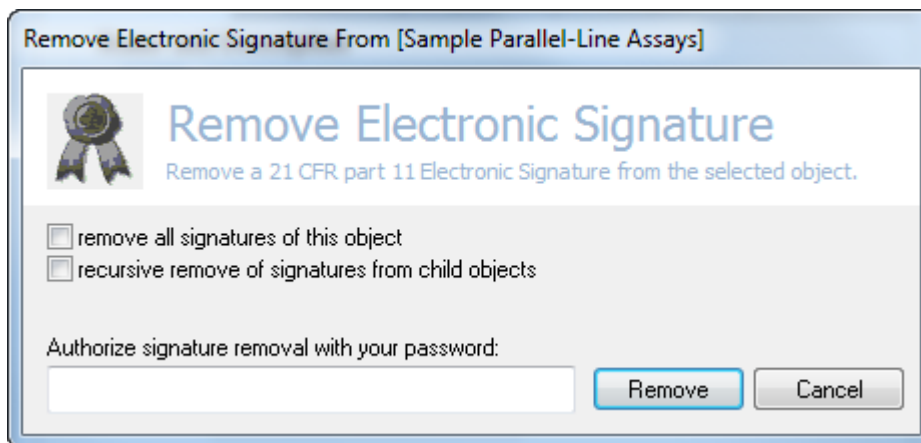 Remove Electronic Signature From [Sample Parallel-Line Assays]
Remove Electronic Signature
Remove a 21 CFR part 11 Electronic Signature from the selected object.
remove all signatures of this object
recursive remove of signatures from child objects
Authorize signature removal with your password:
Remove Cancel